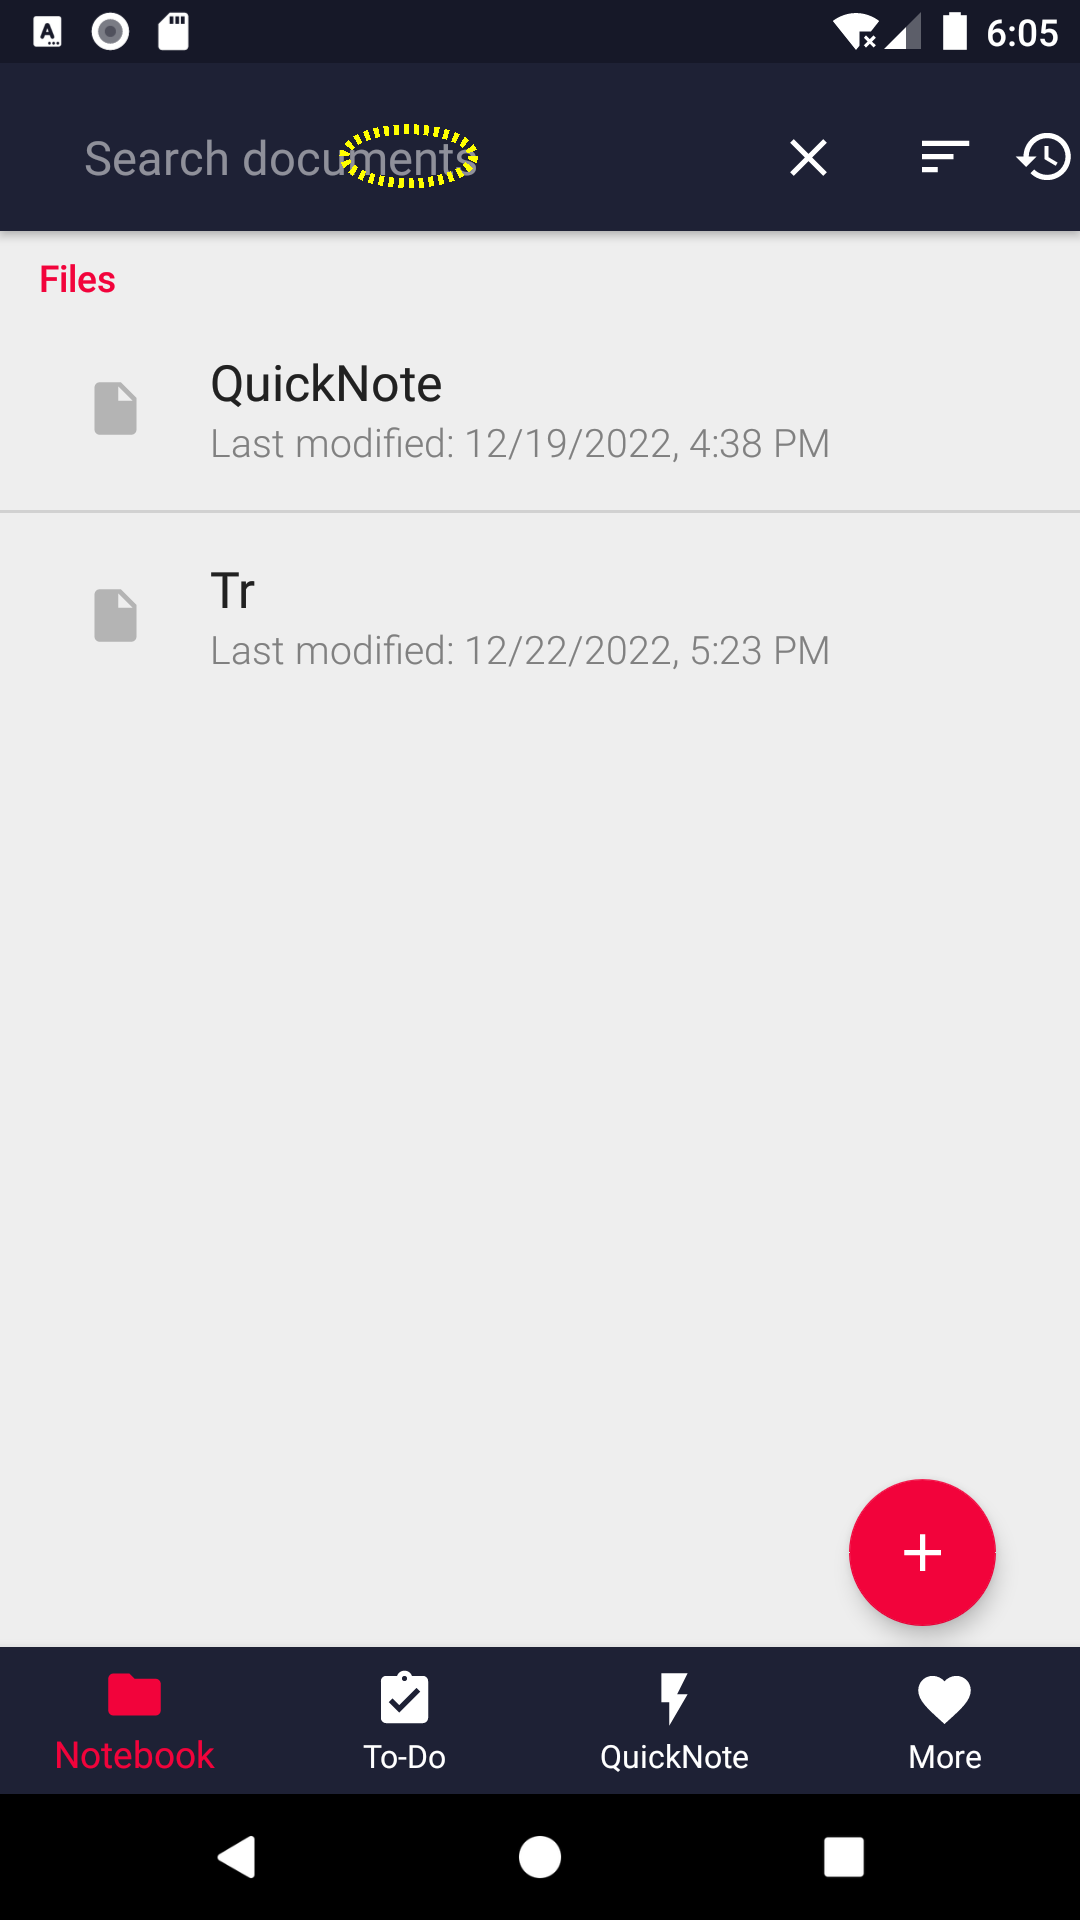 6:05
Search documents
Files
QuickNote
Last modified: 12/19/2022, 4:38 PM
Tr
Last modified: 12/22/2022, 5:23 PM
Notebook
To-Do
QuickNote
More